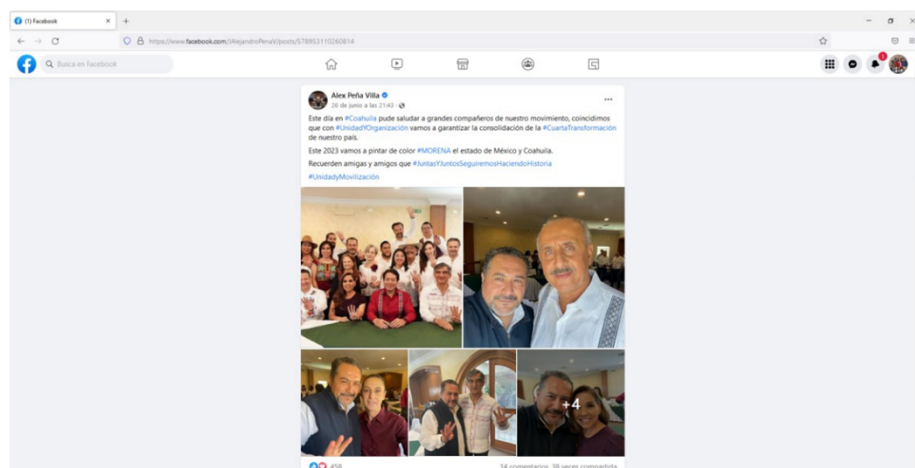 (1) Facebook
https://www.facebook.com/IAlejandroPenaV/posts/578953110260814
Busca en Facebook
Alex Peña Villa
26 de junio a las 21:43
Este día en #Coahuila pude saludar a grandes compañeros de nuestro movimiento, coincidimos
que con #UnidadYOrganización vamos a garantizar la consolidación de la #CuartaTransformación
de nuestro país.
Este 2023 vamos a pintar de color #MORENA el estado de México y Coahuila.
Recuerden amigas y amigos que #JuntasYJuntosSeguiremosHaciendoHistoria
#UnidadyMovilización
+4
458
14 comentarios 38 veces compartida